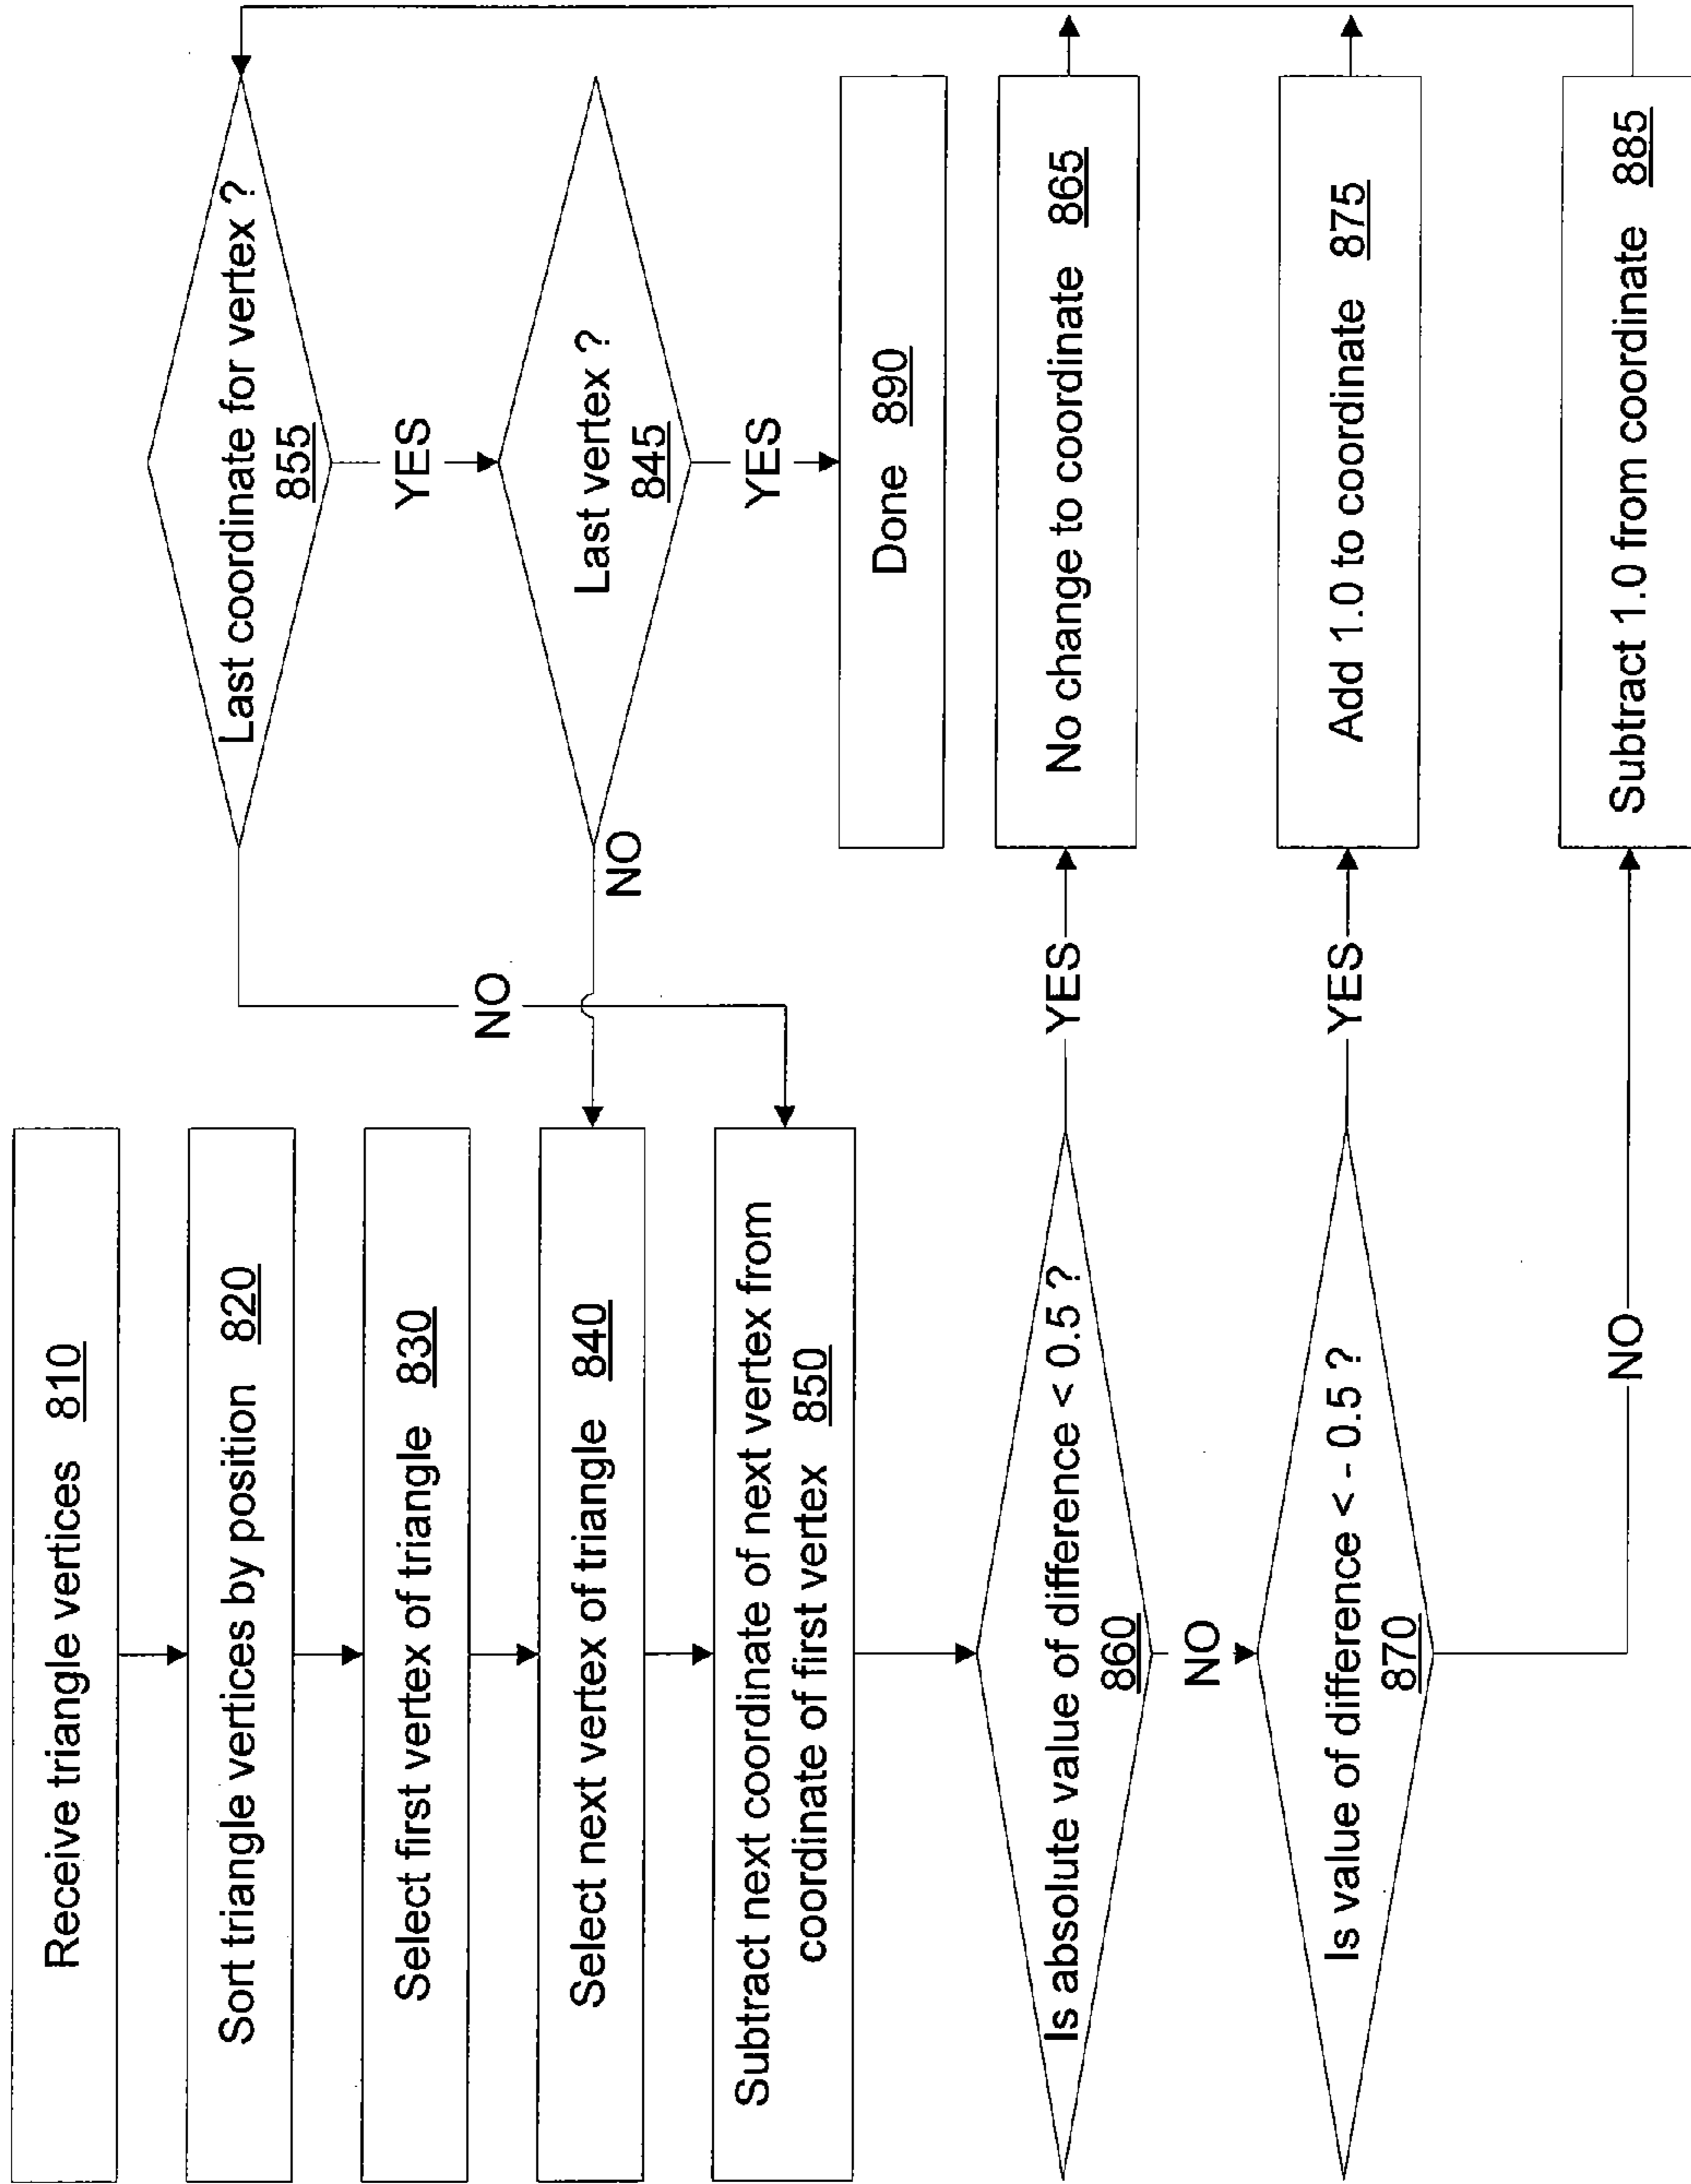 Receive triangle vertices 810
Sort triangle vertices by position 820
Select first vertex of triangle 830
Select next vertex of triangle 840
Subtract next coordinate of next vertex from
coordinate of first vertex 850
Is absolute value of difference < 0.5 ?
860
YES
NO
Is value of difference < - 0.5 ?
870
YES
NO
Last coordinate for vertex ?
855
NO
YES
Last vertex ?
845
NO
YES
Done 890
No change to coordinate 865
Add 1.0 to coordinate 875
Subtract 1.0 from coordinate 885